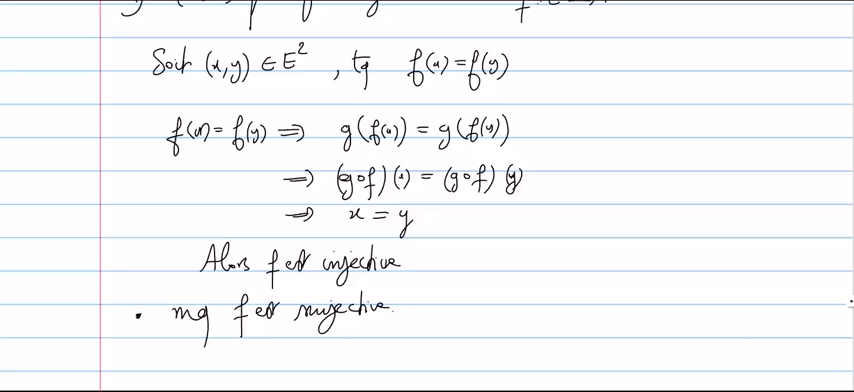 Soit (x,y) ∈ E² , tq f(x) = f(y)
f(x) = f(y) ⟹ g(f(x)) = g(f(y))
⟹ (g∘f)(x) = (g∘f)(y)
⟹ x = y
Alors f est injective
• mq f est surjective.